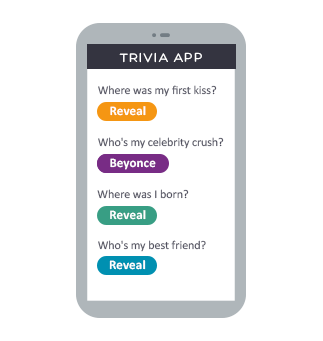 TRIVIA APP
Where was my first kiss?
Reveal
Who's my celebrity crush?
Beyonce
Where was I born?
Reveal
Who's my best friend?
Reveal